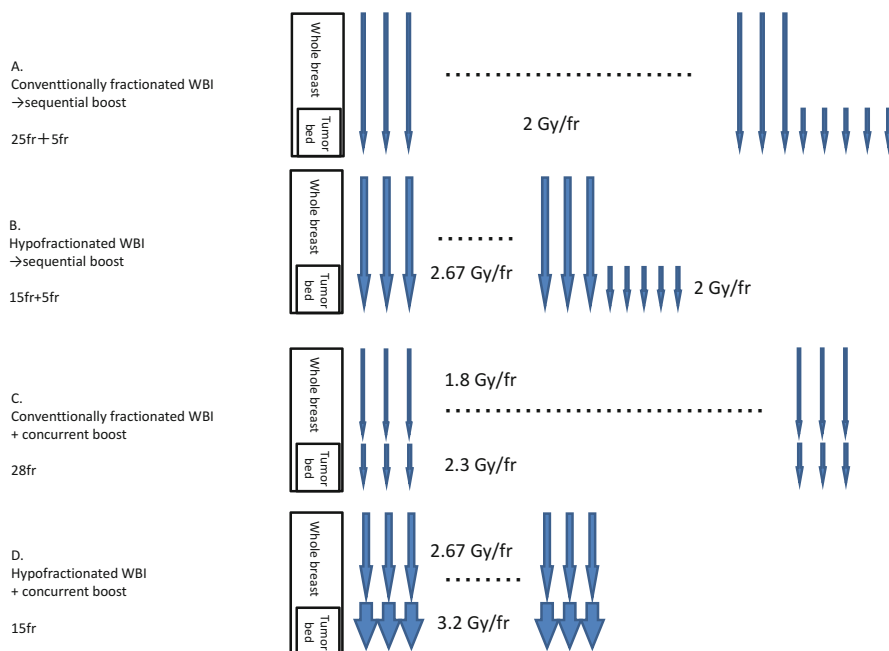 A.
Conventtionally fractionated WBI
→sequential boost
25fr+5fr
Whole breast
Tumor
bed
2 Gy/fr
B.
Hypofractionated WBI
→sequential boost
15fr+5fr
Whole breast
Tumor
bed
2.67 Gy/fr
2 Gy/fr
C.
Conventtionally fractionated WBI
+ concurrent boost
28fr
Whole breast
Tumor
bed
1.8 Gy/fr
2.3 Gy/fr
D.
Hypofractionated WBI
+ concurrent boost
15fr
Whole breast
Tumor
bed
2.67 Gy/fr
3.2 Gy/fr